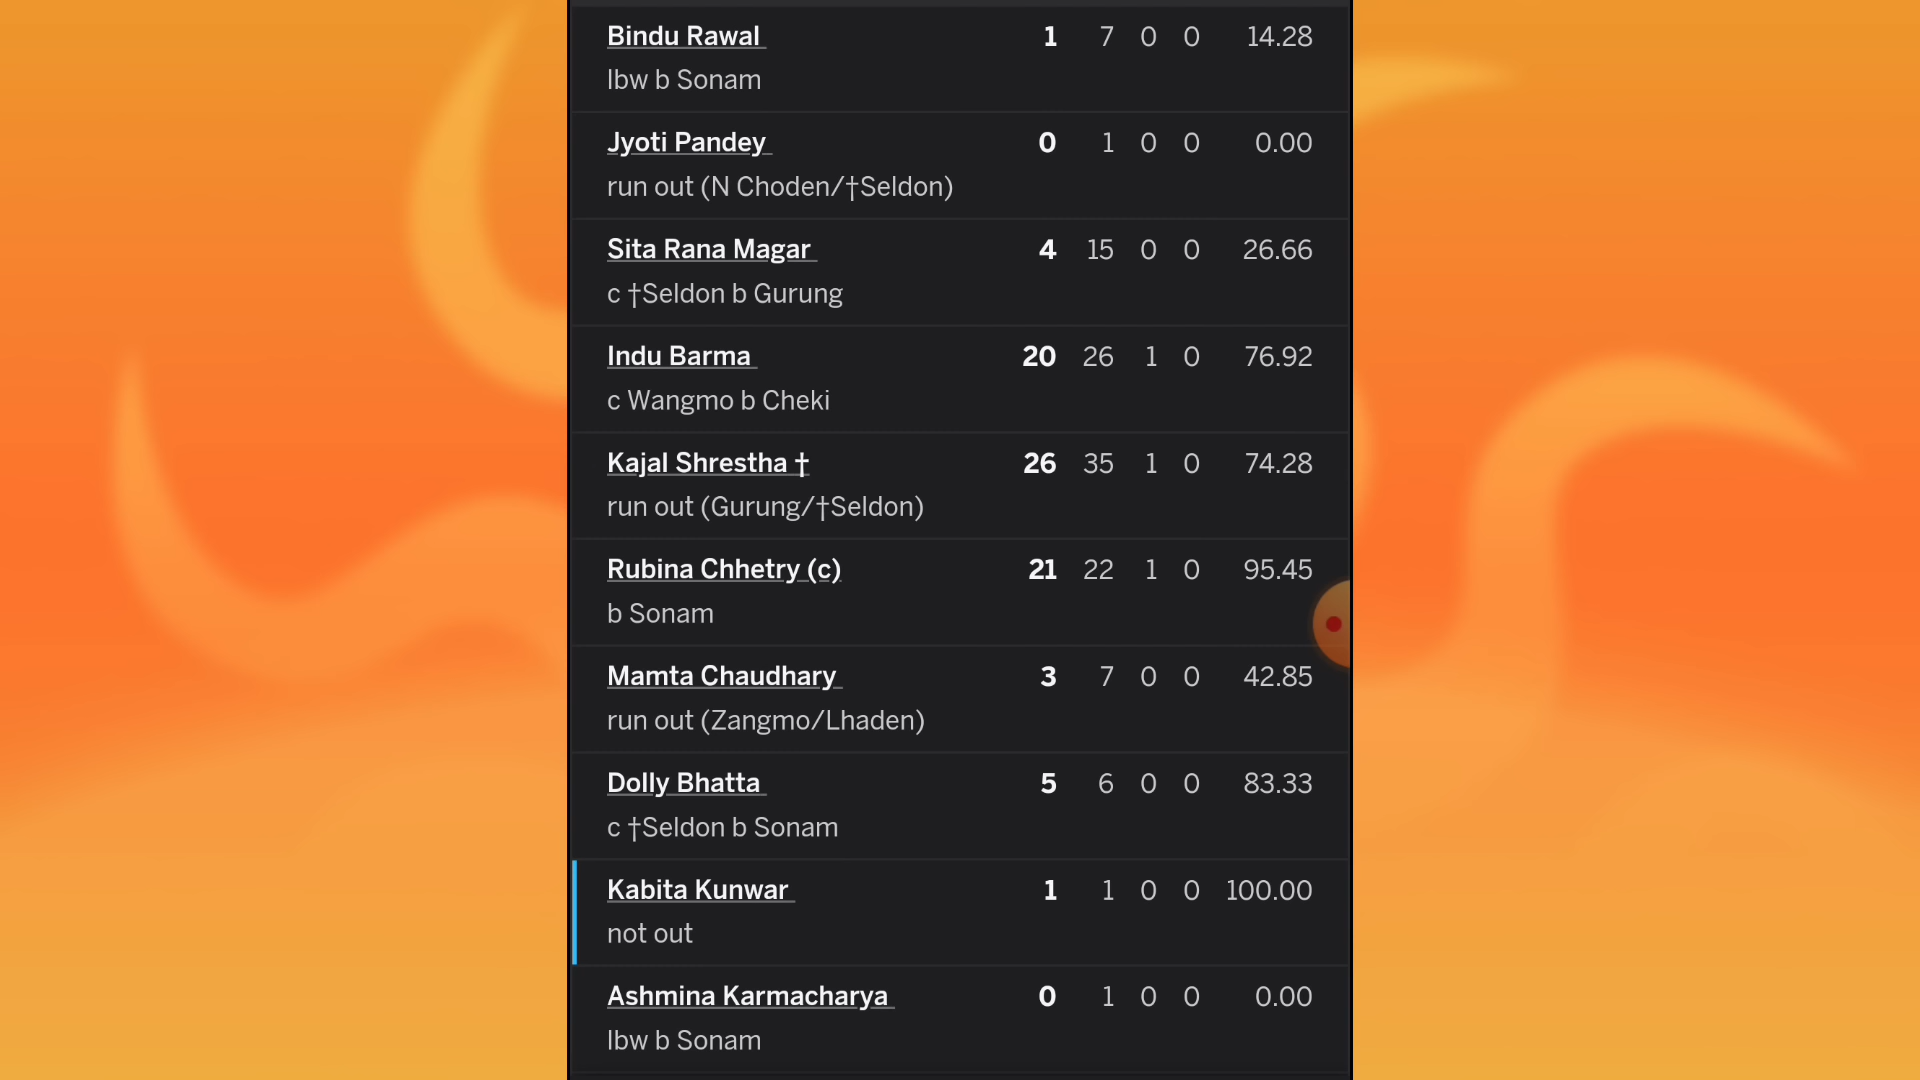 Bindu Rawal 1 7 0 0 14.28
lbw b Sonam
Jyoti Pandey 0 1 0 0 0.00
run out (N Choden/†Seldon)
Sita Rana Magar 4 15 0 0 26.66
c †Seldon b Gurung
Indu Barma 20 26 1 0 76.92
c Wangmo b Cheki
Kajal Shrestha † 26 35 1 0 74.28
run out (Gurung/†Seldon)
Rubina Chhetry (c) 21 22 1 0 95.45
b Sonam
Mamta Chaudhary 3 7 0 0 42.85
run out (Zangmo/Lhaden)
Dolly Bhatta 5 6 0 0 83.33
c †Seldon b Sonam
Kabita Kunwar 1 1 0 0 100.00
not out
Ashmina Karmacharya 0 1 0 0 0.00
lbw b Sonam